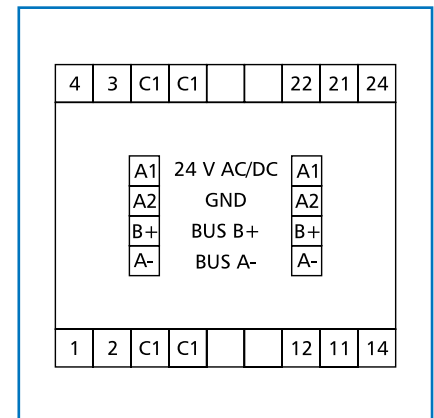 4 3 C1 C1 22 21 24
A1 24 V AC/DC A1
A2 GND A2
B+ BUS B+ B+
A- BUS A- A-
1 2 C1 C1 12 11 14